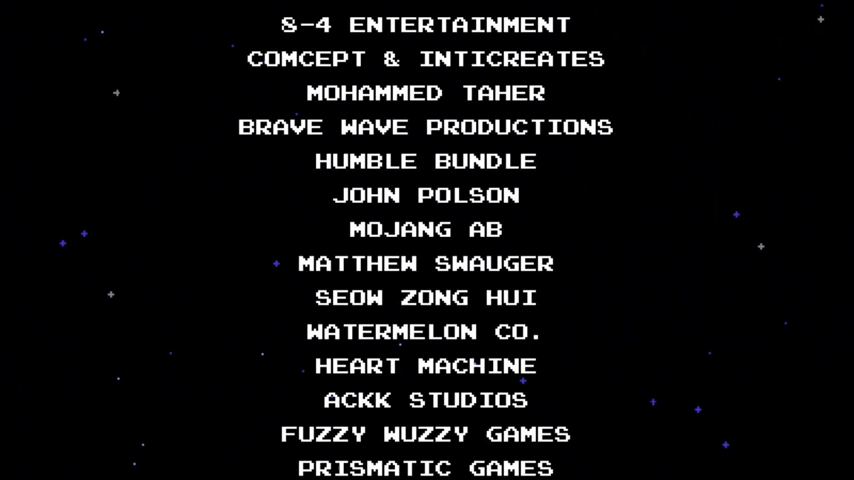 8-4 ENTERTAINMENT
COMCEPT & INTICREATES
MOHAMMED TAHER
BRAVE WAVE PRODUCTIONS
HUMBLE BUNDLE
JOHN POLSON
MOJANG AB
MATTHEW SWAUGER
SEOW ZONG HUI
WATERMELON CO.
HEART MACHINE
ACKK STUDIOS
FUZZY WUZZY GAMES
PRISMATIC GAMES